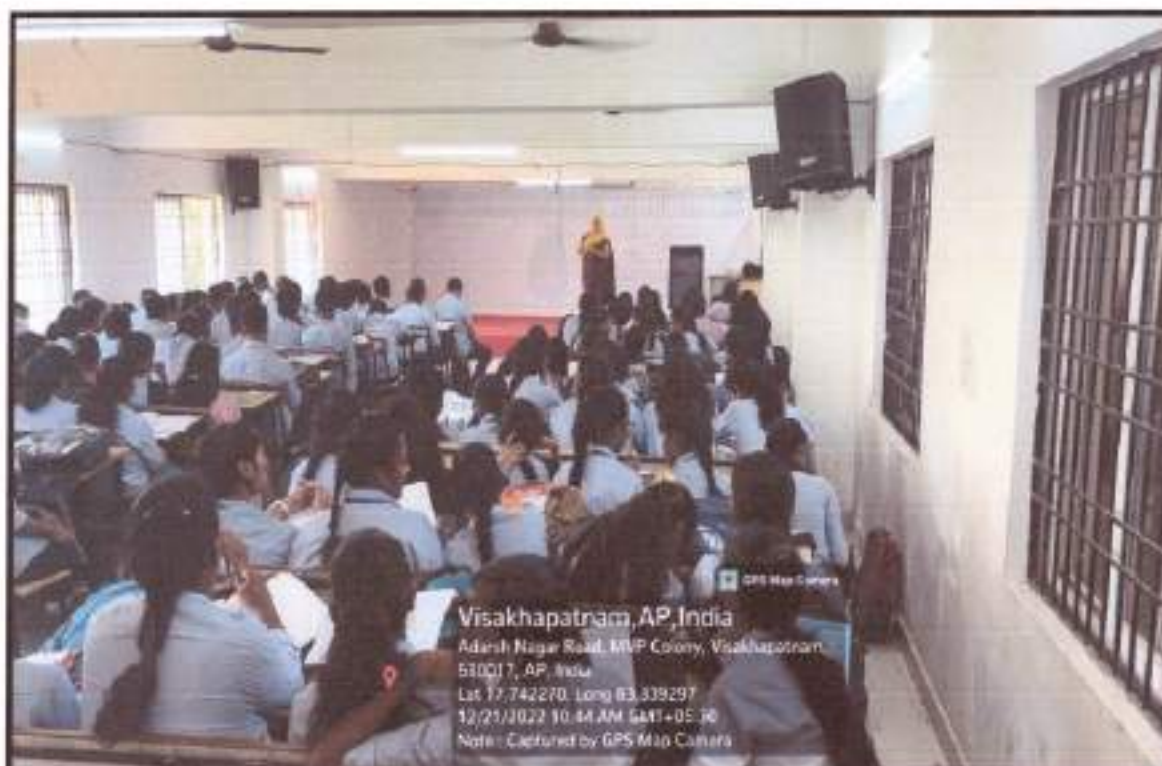 GPS Map Camera
Visakhapatnam, AP, India
Adarsh Nagar Road, MVP Colony, Visakhapatnam,
530017, AP, India
Lat 17.742270, Long 83.339297
12/21/2022 10:44 AM GMT+05:30
Note : Captured by GPS Map Camera